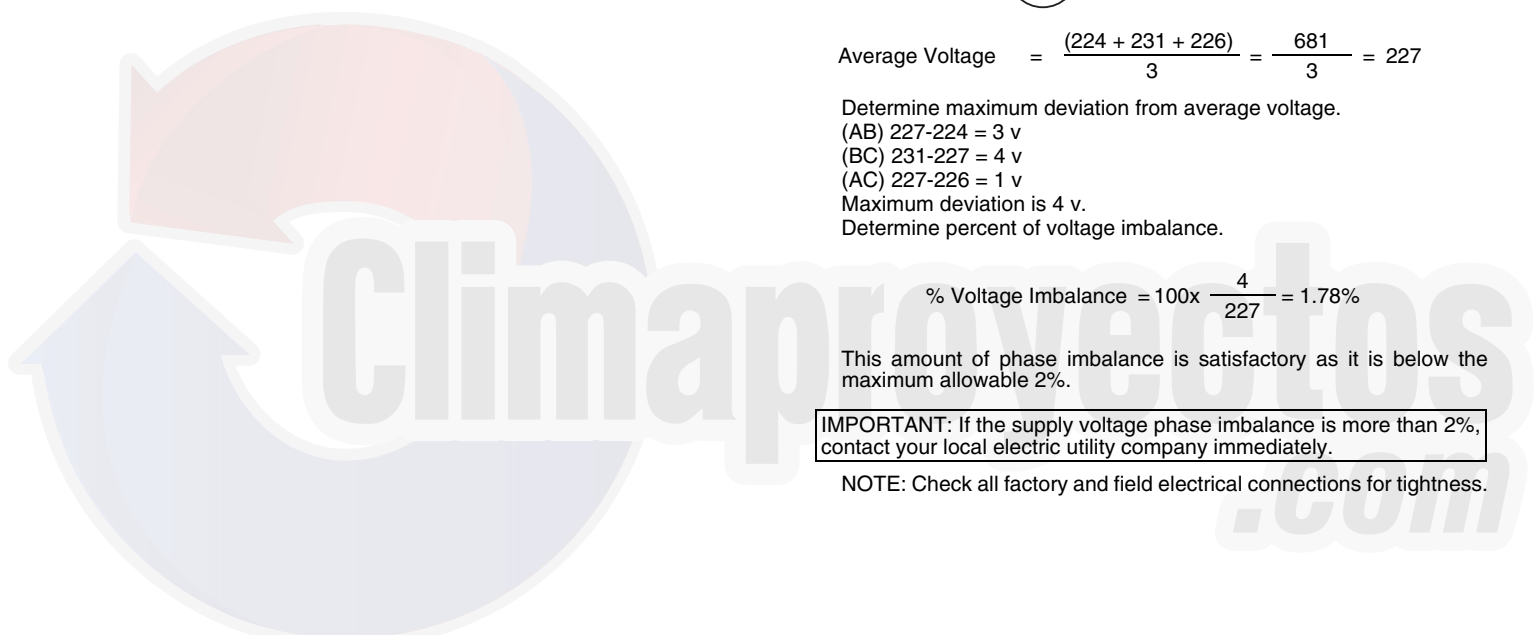 Average Voltage = (224 + 231 + 226) / 3 = 681 / 3 = 227
Determine maximum deviation from average voltage.
(AB) 227-224 = 3 v
(BC) 231-227 = 4 v
(AC) 227-226 = 1 v
Maximum deviation is 4 v.
Determine percent of voltage imbalance.
% Voltage Imbalance = 100x 4 / 227 = 1.78%
This amount of phase imbalance is satisfactory as it is below the
maximum allowable 2%.
IMPORTANT: If the supply voltage phase imbalance is more than 2%,
contact your local electric utility company immediately.
NOTE: Check all factory and field electrical connections for tightness.
Climaproyectos
.com